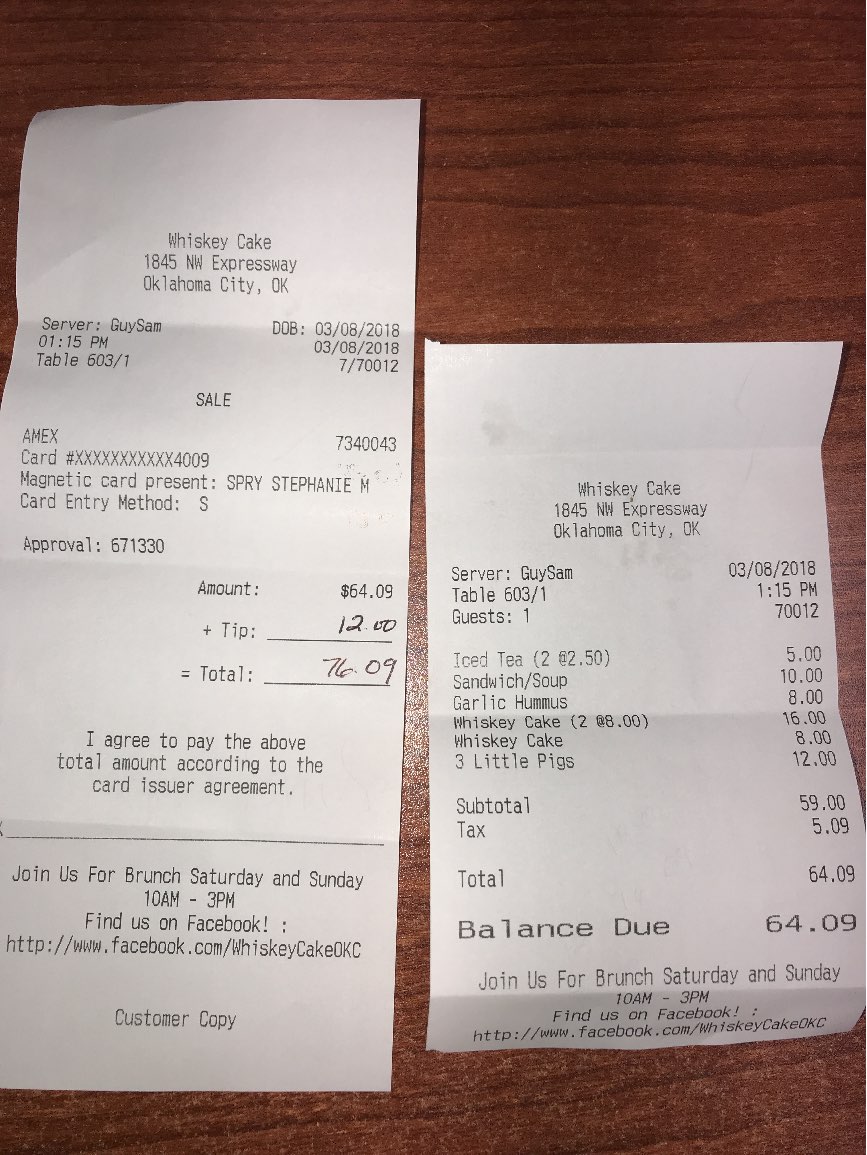 Whiskey Cake
1845 NW Expressway
Oklahoma City, OK
Server: GuySam DOB: 03/08/2018
01:15 PM 03/08/2018
Table 603/1 7/70012
SALE
AMEX 7340043
Card #XXXXXXXXXXX4009
Magnetic card present: SPRY STEPHANIE M
Card Entry Method: S
Approval: 671330
Amount: $64.09
+ Tip: 12.00
= Total: 76.09
I agree to pay the above
total amount according to the
card issuer agreement.
X
Join Us For Brunch Saturday and Sunday
10AM - 3PM
Find us on Facebook! :
http://www.facebook.com/WhiskeyCakeOKC
Customer Copy
Whiskey Cake
1845 NW Expressway
Oklahoma City, OK
Server: GuySam 03/08/2018
Table 603/1 1:15 PM
Guests: 1 70012
Iced Tea (2 @2.50) 5.00
Sandwich/Soup 10.00
Garlic Hummus 8.00
Whiskey Cake (2 @8.00) 16.00
Whiskey Cake 8.00
3 Little Pigs 12.00
Subtotal 59.00
Tax 5.09
Total 64.09
Balance Due 64.09
Join Us For Brunch Saturday and Sunday
10AM - 3PM
Find us on Facebook! :
http://www.facebook.com/WhiskeyCakeOKC